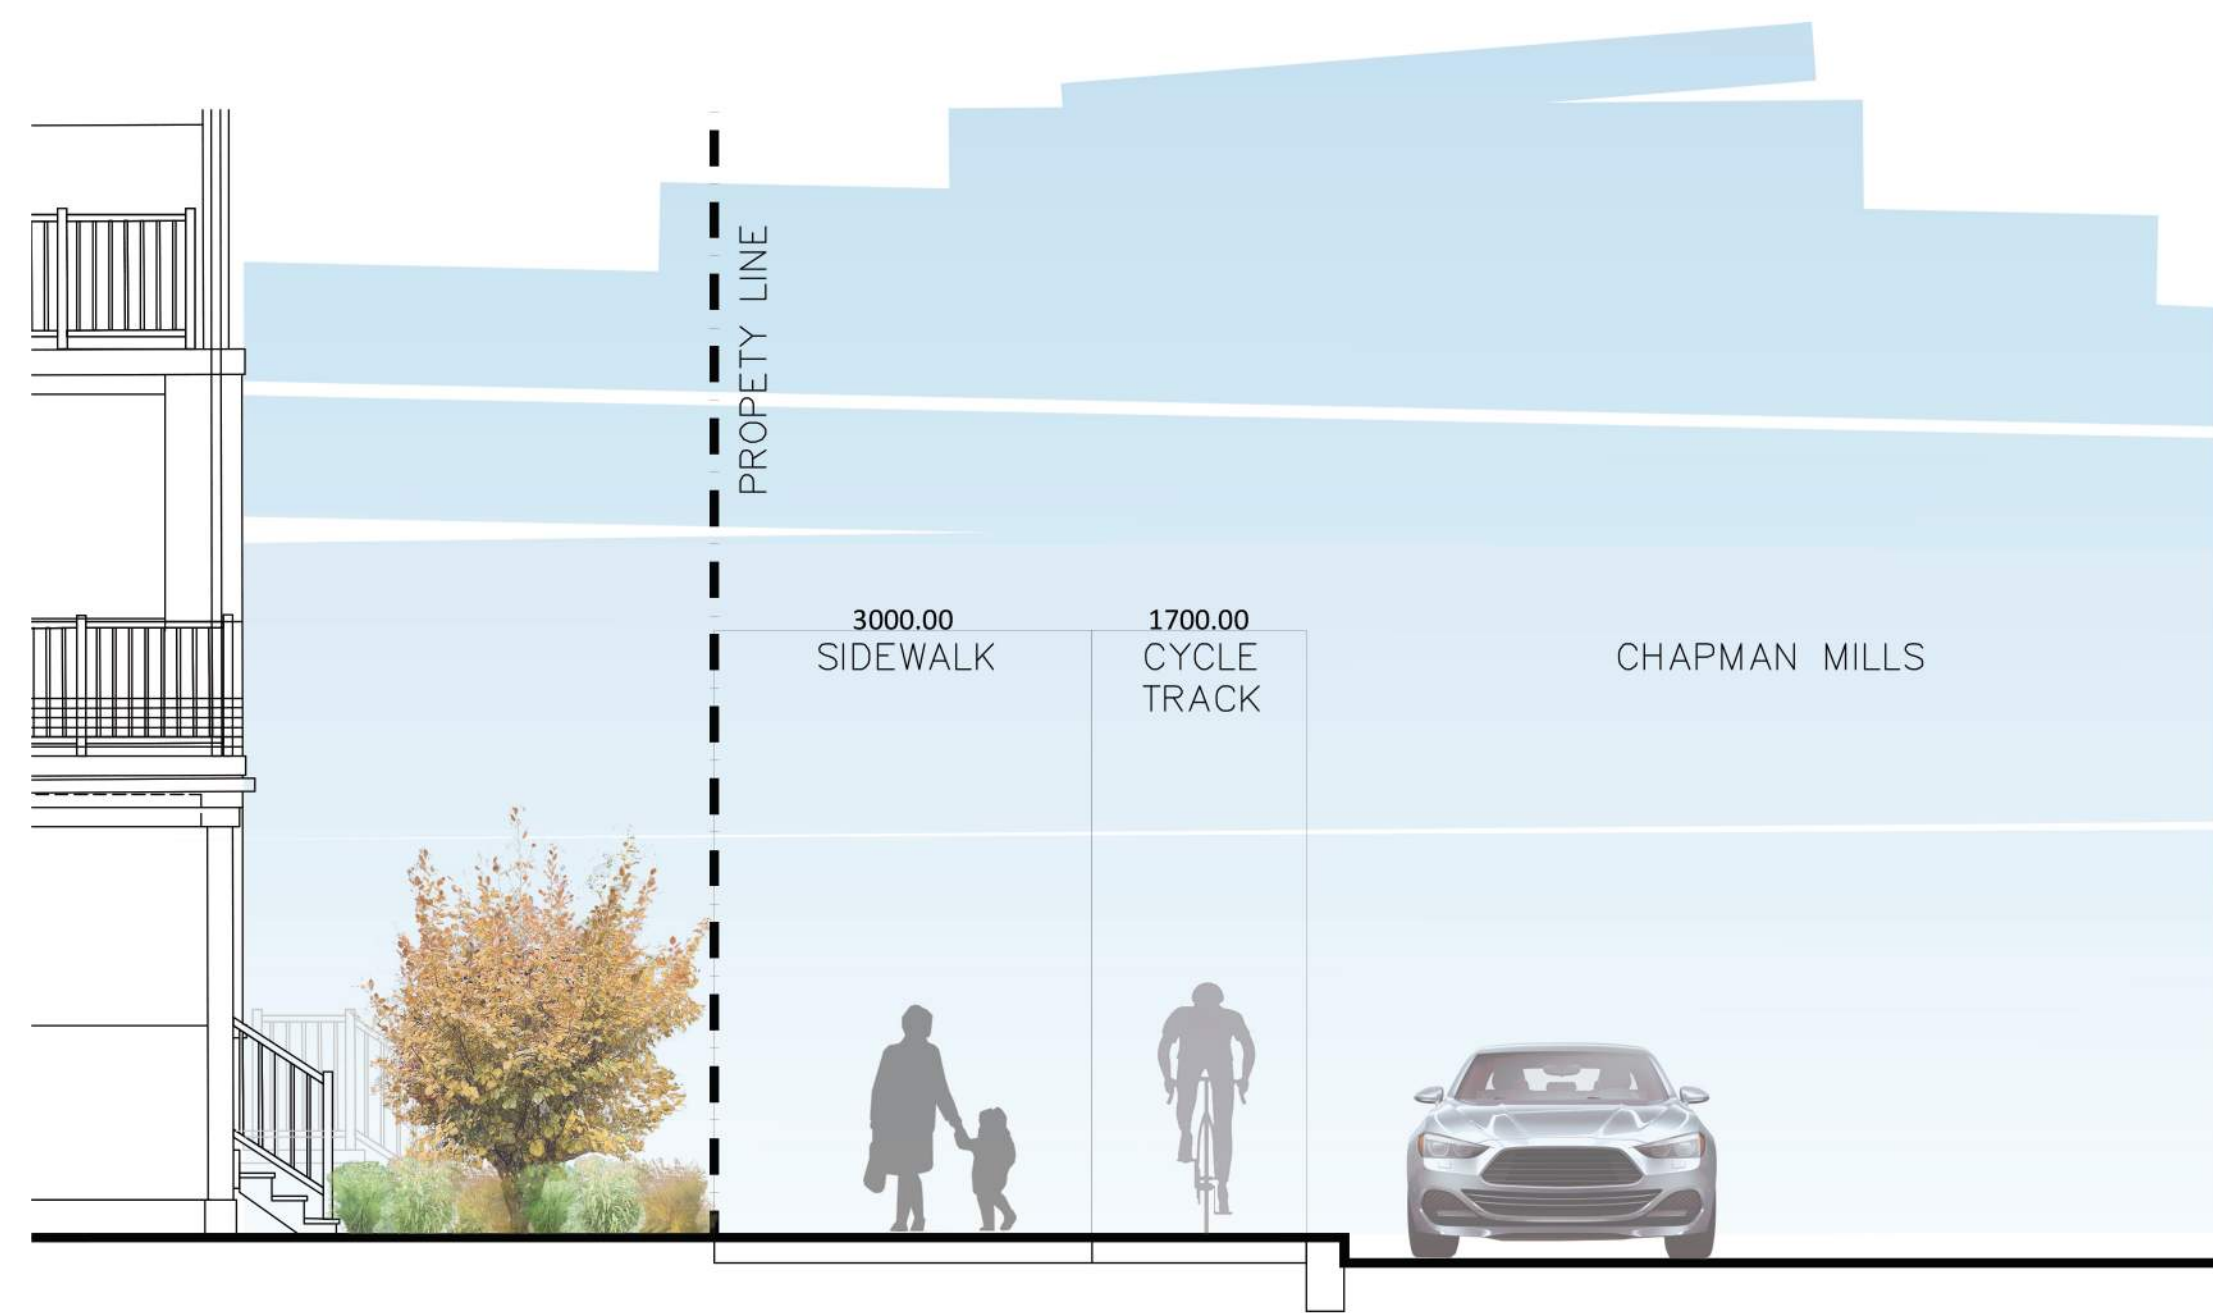 PROPETY LINE
3000.00
SIDEWALK
1700.00
CYCLE
TRACK
CHAPMAN MILLS